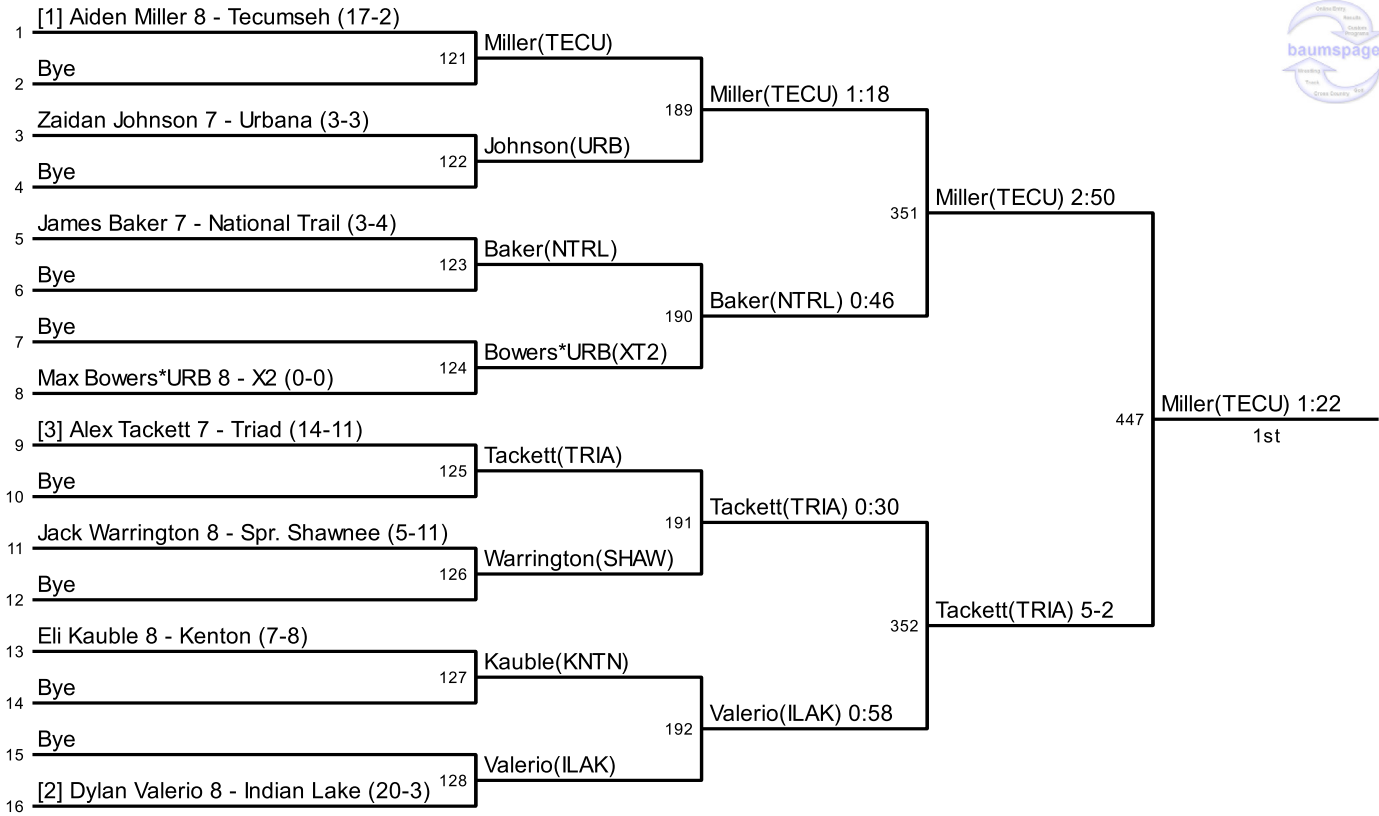 [1] Aiden Miller 8 - Tecumseh (17-2)
1
Bye
2
121
Miller(TECU)
Zaidan Johnson 7 - Urbana (3-3)
3
Bye
4
122
Johnson(URB)
189
Miller(TECU) 1:18
James Baker 7 - National Trail (3-4)
5
Bye
6
123
Baker(NTRL)
Bye
7
Max Bowers*URB 8 - X2 (0-0)
8
124
Bowers*URB(XT2)
190
Baker(NTRL) 0:46
351
Miller(TECU) 2:50
[3] Alex Tackett 7 - Triad (14-11)
9
Bye
10
125
Tackett(TRIA)
Jack Warrington 8 - Spr. Shawnee (5-11)
11
Bye
12
126
Warrington(SHAW)
191
Tackett(TRIA) 0:30
Eli Kauble 8 - Kenton (7-8)
13
Bye
14
127
Kauble(KNTN)
Bye
15
[2] Dylan Valerio 8 - Indian Lake (20-3)
16
128
Valerio(ILAK)
192
Valerio(ILAK) 0:58
352
Tackett(TRIA) 5-2
447
Miller(TECU) 1:22
1st
baumspage
Cross Country